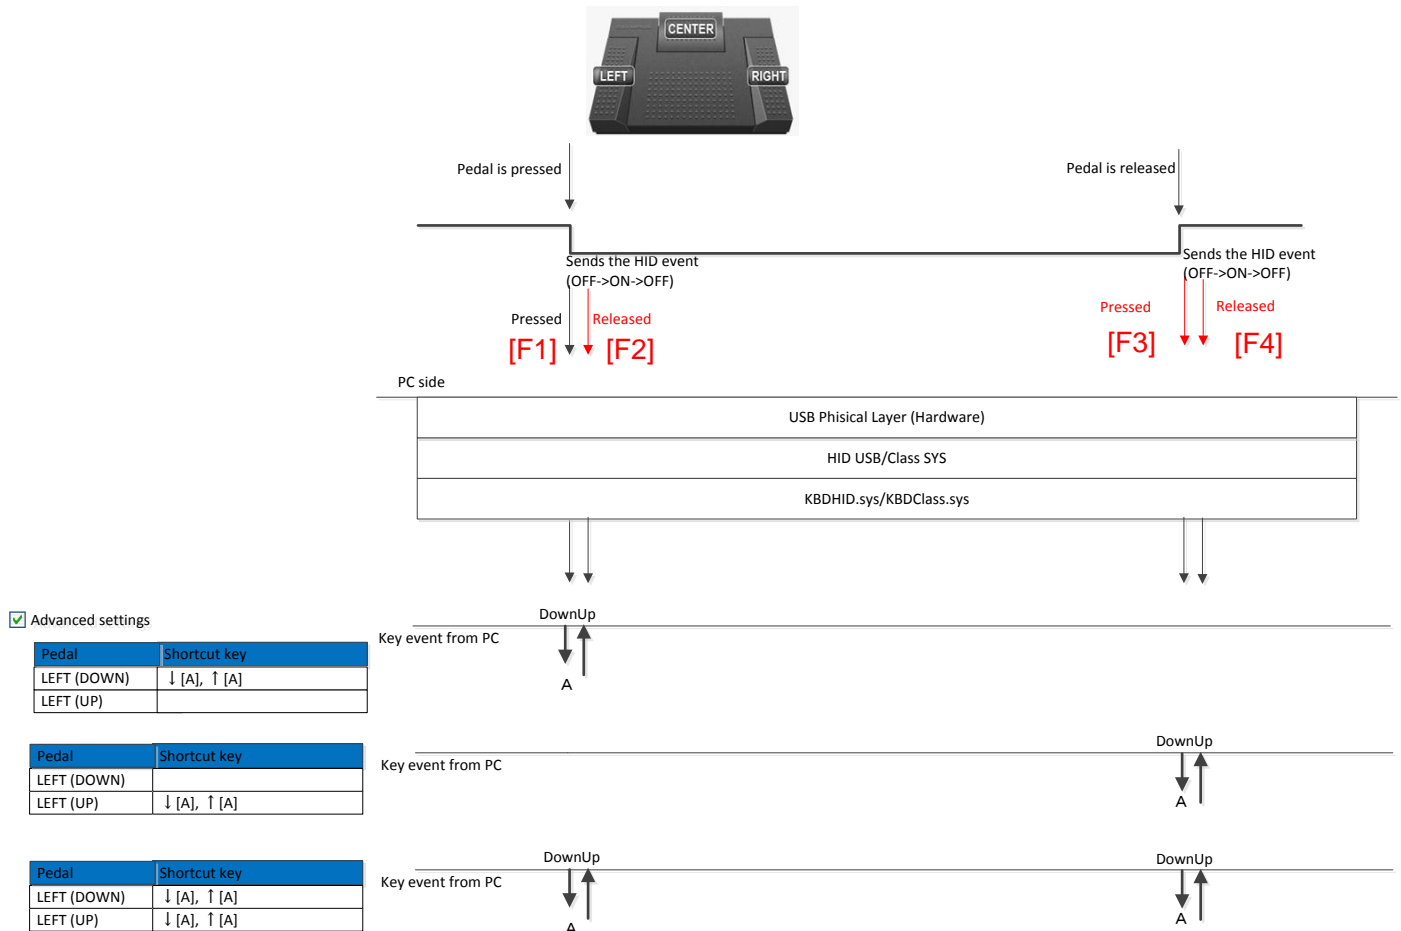 CENTER
LEFT
RIGHT
Pedal is pressed
Pedal is released
Sends the HID event
(OFF->ON->OFF)
Sends the HID event
(OFF->ON->OFF)
Pressed
Released
[F1]
[F2]
Pressed
Released
[F3]
[F4]
PC side
USB Phisical Layer (Hardware)
HID USB/Class SYS
KBDHID.sys/KBDClass.sys
Advanced settings
Pedal Shortcut key
LEFT (DOWN) ↓ [A], ↑ [A]
LEFT (UP)
Key event from PC
DownUp
A
Pedal Shortcut key
LEFT (DOWN)
LEFT (UP) ↓ [A], ↑ [A]
Key event from PC
DownUp
A
Pedal Shortcut key
LEFT (DOWN) ↓ [A], ↑ [A]
LEFT (UP) ↓ [A], ↑ [A]
Key event from PC
DownUp
A
DownUp
A